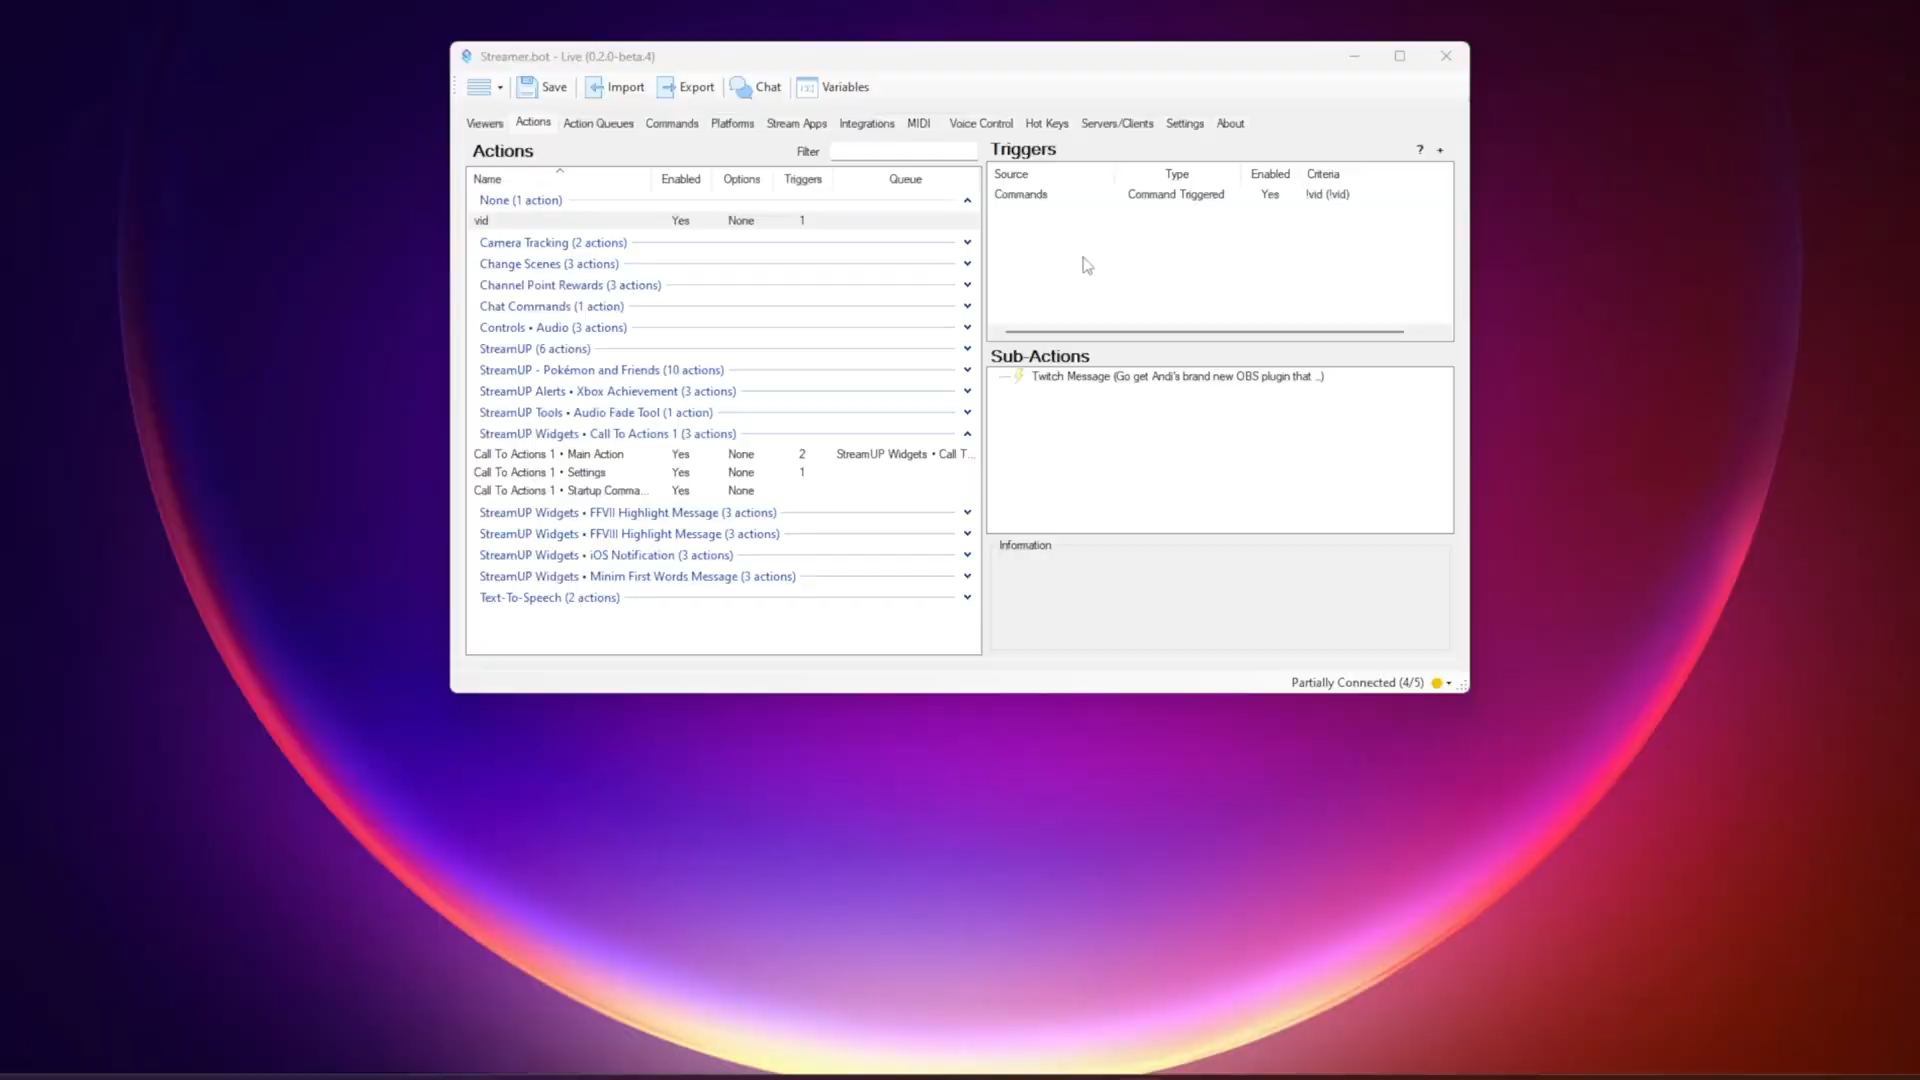 Streamer.bot - Live (0.2.0-beta.4)
Save Import Export Chat Variables
Viewers Actions Action Queues Commands Platforms Stream Apps Integrations MIDI Voice Control Hot Keys Servers/Clients Settings About
Actions Filter
Name Enabled Options Triggers Queue
None (1 action)
vid Yes None 1
Camera Tracking (2 actions)
Change Scenes (3 actions)
Channel Point Rewards (3 actions)
Chat Commands (1 action)
Controls • Audio (3 actions)
StreamUP (6 actions)
StreamUP - Pokémon and Friends (10 actions)
StreamUP Alerts • Xbox Achievement (3 actions)
StreamUP Tools • Audio Fade Tool (1 action)
StreamUP Widgets • Call To Actions 1 (3 actions)
Call To Actions 1 • Main Action Yes None 2 StreamUP Widgets • Call T...
Call To Actions 1 • Settings Yes None 1
Call To Actions 1 • Startup Comma... Yes None
StreamUP Widgets • FFVII Highlight Message (3 actions)
StreamUP Widgets • FFVIII Highlight Message (3 actions)
StreamUP Widgets • iOS Notification (3 actions)
StreamUP Widgets • Minim First Words Message (3 actions)
Text-To-Speech (2 actions)
Triggers ? +
Source Type Enabled Criteria
Commands Command Triggered Yes !vid (!vid)
Sub-Actions
Twitch Message (Go get Andi's brand new OBS plugin that ...)
Information
Partially Connected (4/5)